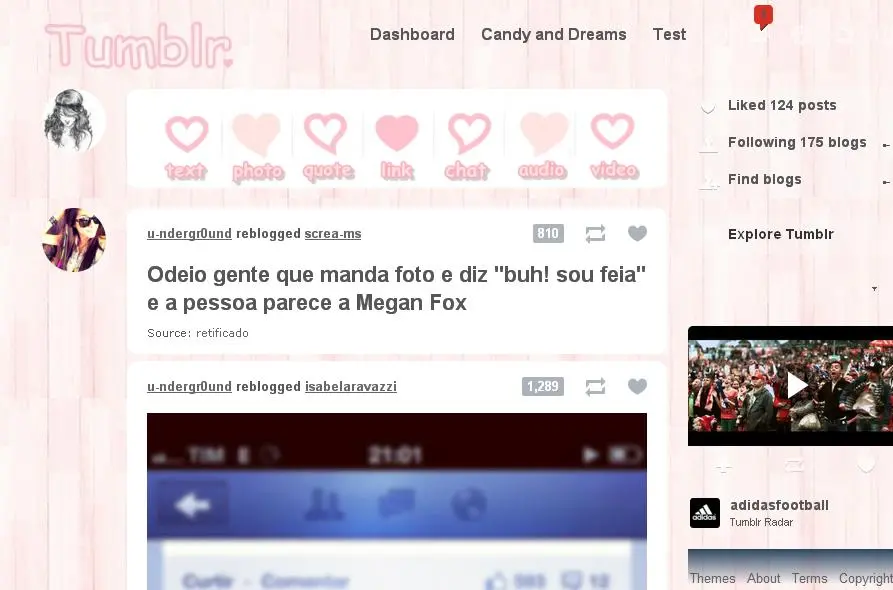 Tumblr.
Dashboard
Candy and Dreams
Test
text
photo
quote
link
chat
audio
video
Liked 124 posts
Following 175 blogs
Find blogs
Explore Tumblr
u-ndergr0und reblogged screa-ms
810
Odeio gente que manda foto e diz "buh! sou feia"
e a pessoa parece a Megan Fox
Source: retificado
u-ndergr0und reblogged isabelaravazzi
1,289
TIM
21:01
Curtir - Comentar
593
12
adidas
adidasfootball
Tumblr Radar
Themes About Terms Copyright